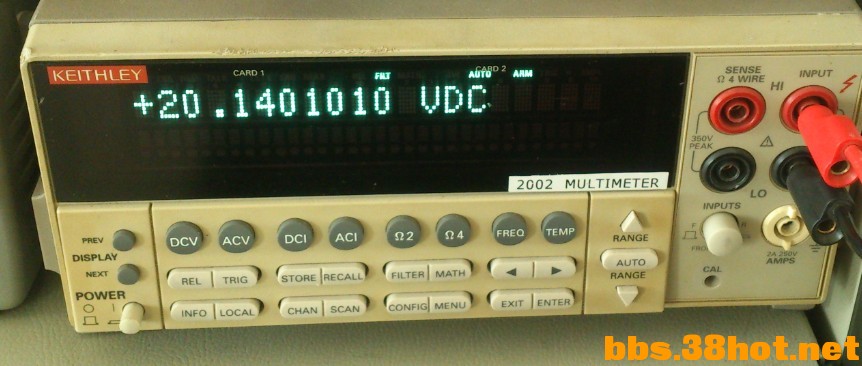 KEITHLEY
CARD 1
CARD 2
FILT
AUTO
ARM
+20.1401010 VDC
2002 MULTIMETER
SENSE
Ω 4 WIRE
INPUT
HI
350V
PEAK
LO
INPUTS
F
R
2A 250V
AMPS
CAL
PREV
DISPLAY
NEXT
POWER
DCV
ACV
DCI
ACI
Ω2
Ω4
FREQ
TEMP
REL
TRIG
STORE
RECALL
FILTER
MATH
INFO
LOCAL
CHAN
SCAN
CONFIG
MENU
EXIT
ENTER
RANGE
AUTO
RANGE
bbs.38hot.net